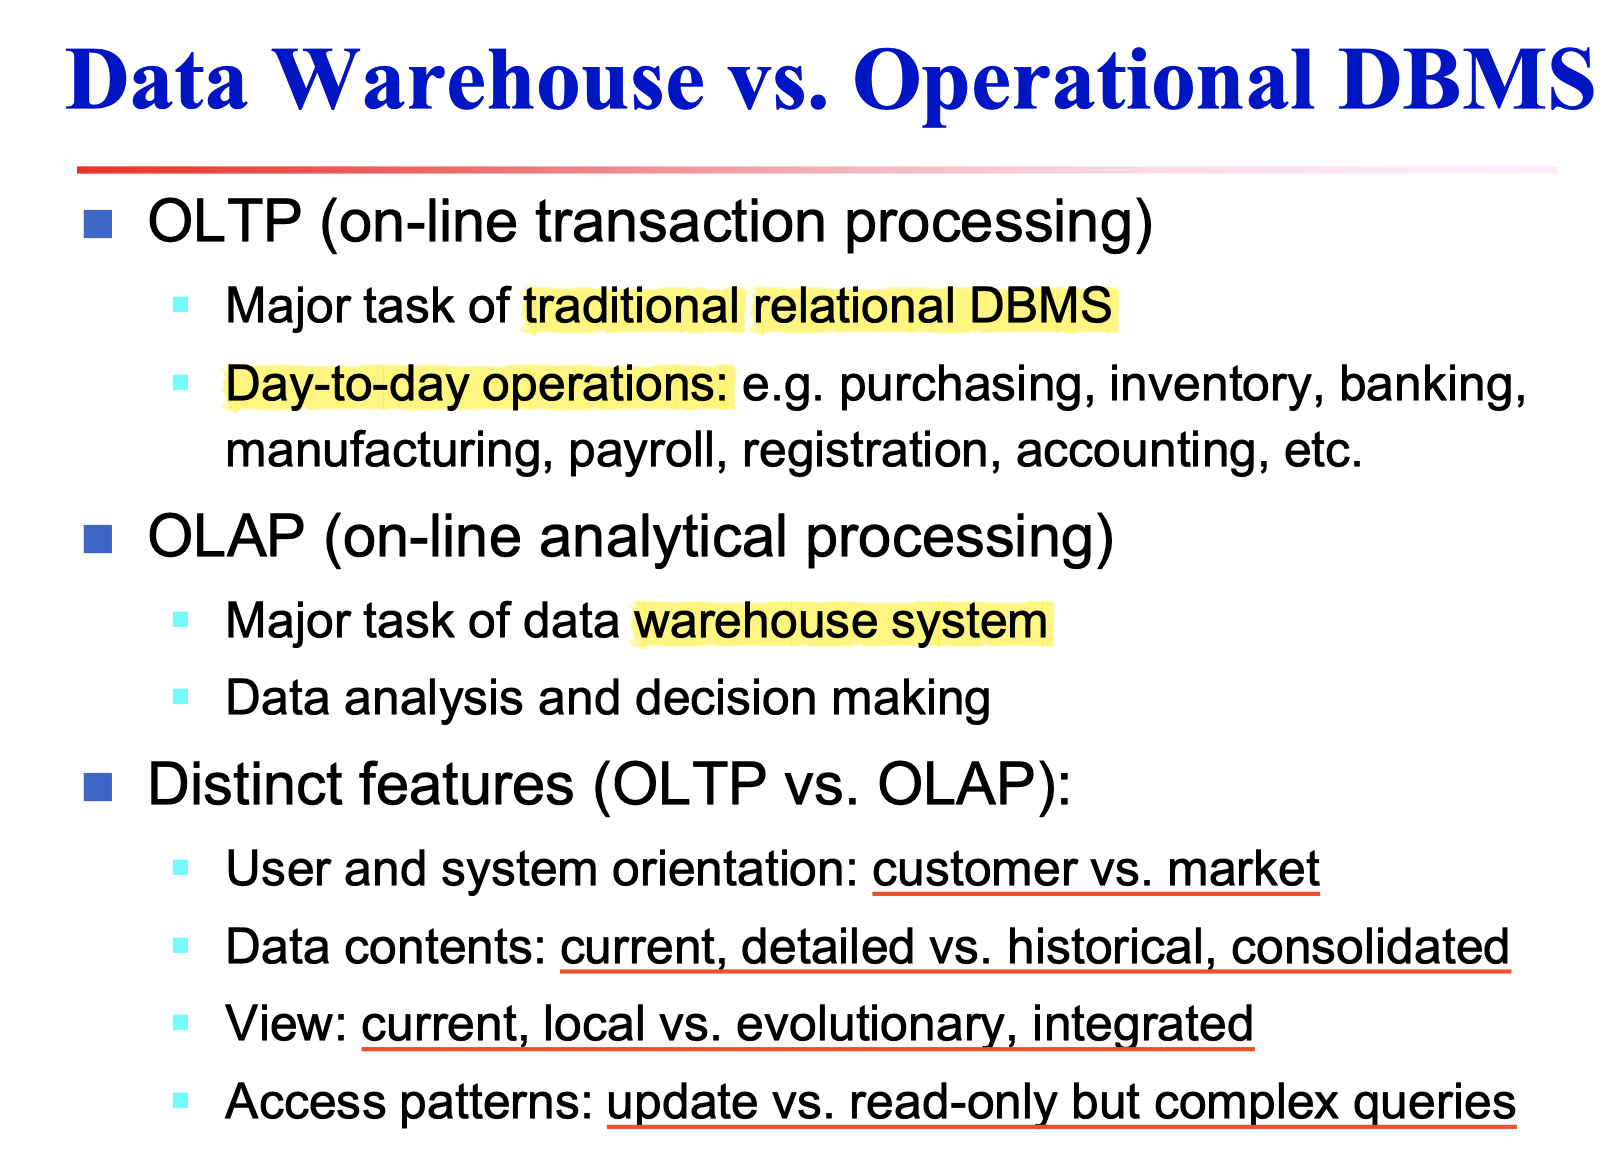 Data Warehouse vs. Operational DBMS
OLTP (on-line transaction processing)
Major task of traditional relational DBMS
Day-to-day operations: e.g. purchasing, inventory, banking,
manufacturing, payroll, registration, accounting, etc.
OLAP (on-line analytical processing)
Major task of data warehouse system
Data analysis and decision making
Distinct features (OLTP vs. OLAP):
User and system orientation: customer vs. market
Data contents: current, detailed vs. historical, consolidated
View: current, local vs. evolutionary, integrated
Access patterns: update vs. read-only but complex queries